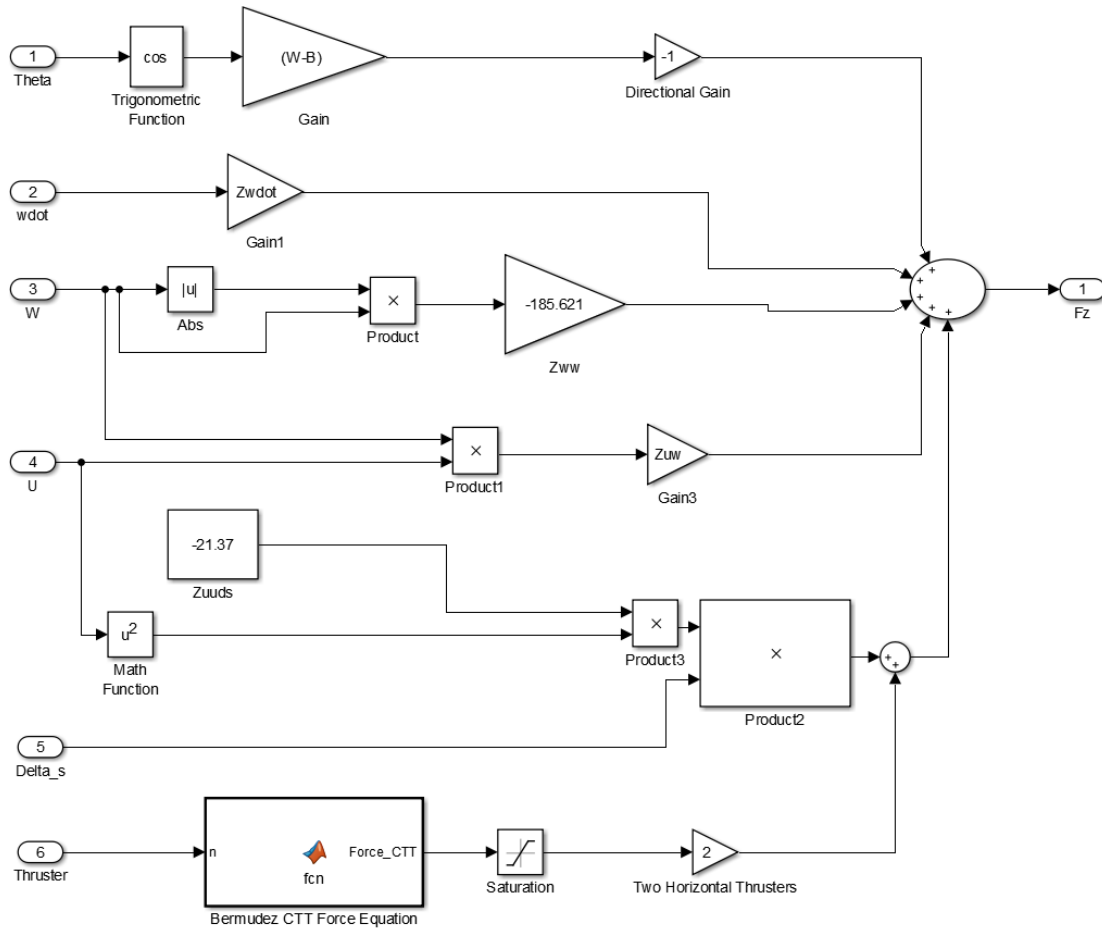 1
Theta
cos
Trigonometric
Function
(W-B)
Gain
-1
Directional Gain
2
wdot
Zwdot
Gain1
3
W
|u|
Abs
×
Product
-185.621
Zww
+
+
+
+
+
1
Fz
4
U
×
Product1
Zuw
Gain3
-21.37
Zuuds
u²
Math
Function
×
Product3
×
Product2
+
+
5
Delta_s
6
Thruster
n
fcn
Force_CTT
Bermudez CTT Force Equation
Saturation
2
Two Horizontal Thrusters